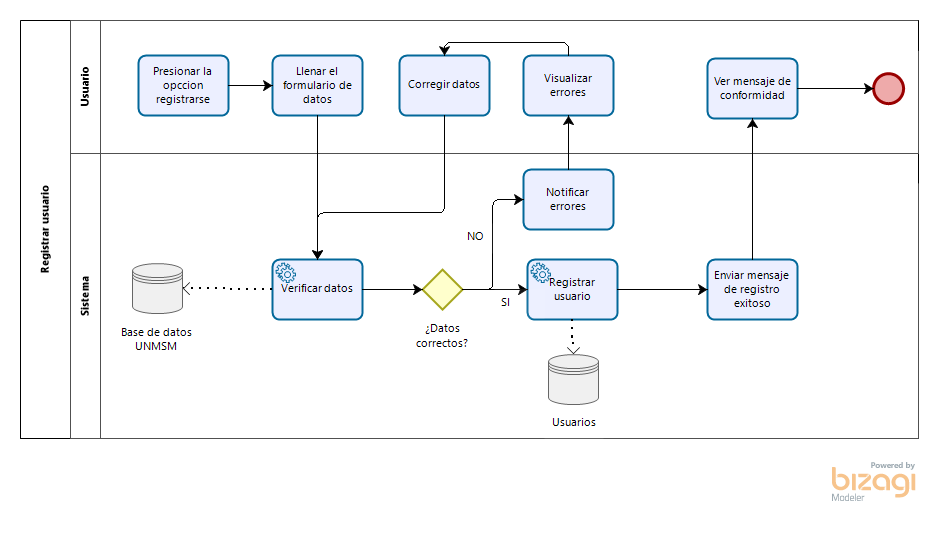 Registrar usuario
Usuario
Presionar la
opccion
registrarse
Llenar el
formulario de
datos
Corregir datos
Visualizar
errores
Ver mensaje de
conformidad
Sistema
Notificar
errores
NO
Verificar datos
SI
Registrar
usuario
Enviar mensaje
de registro
exitoso
Base de datos
UNMSM
¿Datos
correctos?
Usuarios
Powered by
bizagi
Modeler